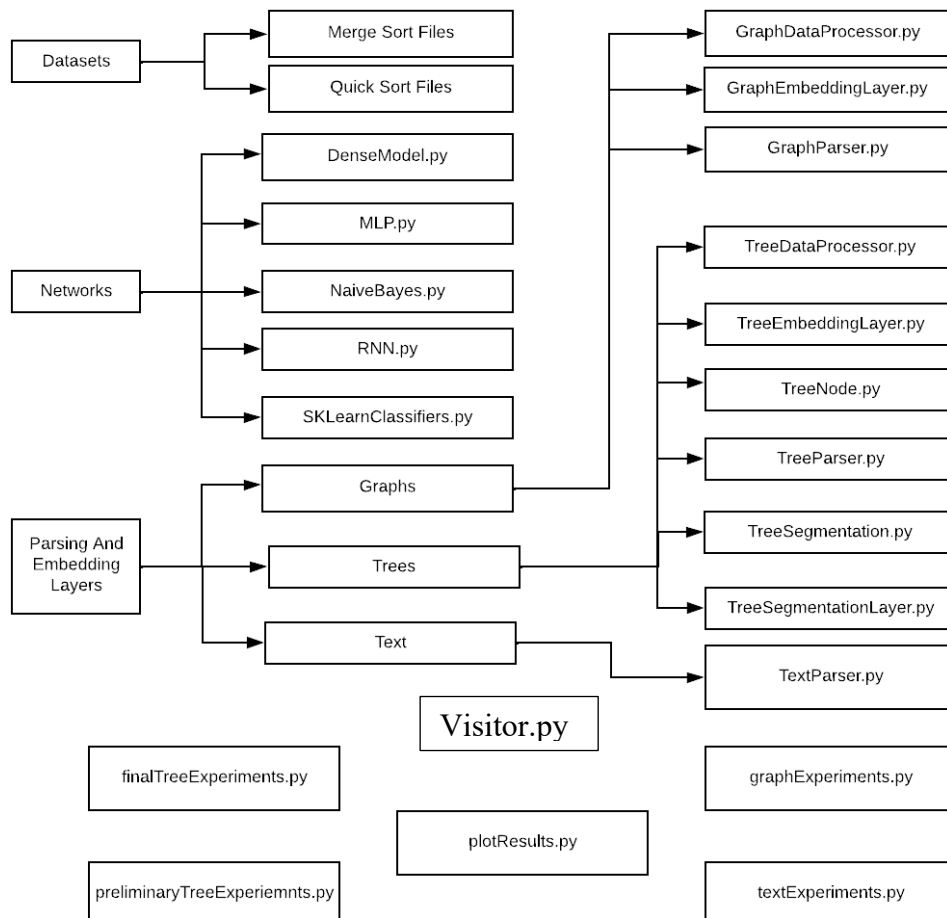 Datasets
Merge Sort Files
Quick Sort Files
Networks
DenseModel.py
MLP.py
NaiveBayes.py
RNN.py
SKLearnClassifiers.py
Parsing And
Embedding
Layers
Graphs
Trees
Text
GraphDataProcessor.py
GraphEmbeddingLayer.py
GraphParser.py
TreeDataProcessor.py
TreeEmbeddingLayer.py
TreeNode.py
TreeParser.py
TreeSegmentation.py
TreeSegmentationLayer.py
TextParser.py
Visitor.py
finalTreeExperiments.py
graphExperiments.py
plotResults.py
preliminaryTreeExperiemnts.py
textExperiments.py